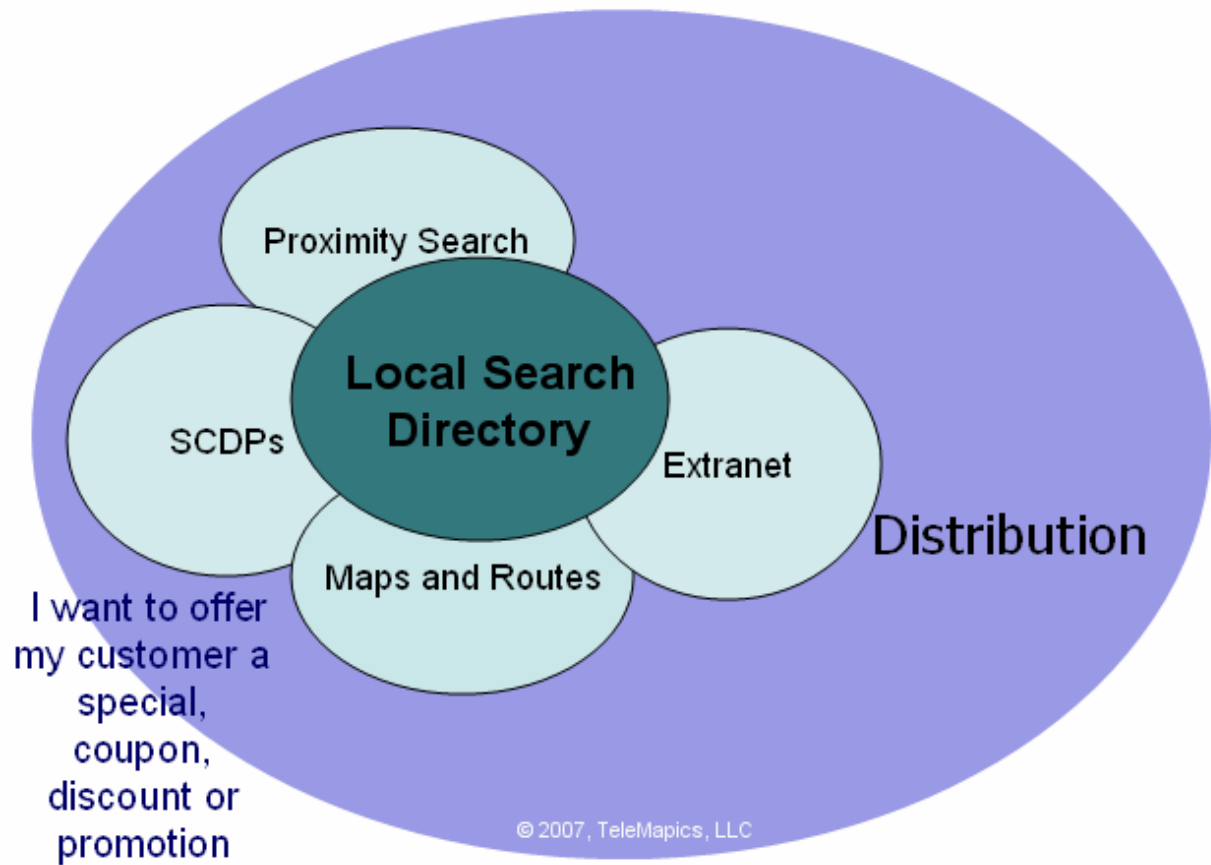 Proximity Search
Local Search
Directory
SCDPs
Extranet
Distribution
Maps and Routes
I want to offer
my customer a
special,
coupon,
discount or
promotion
© 2007, TeleMapics, LLC